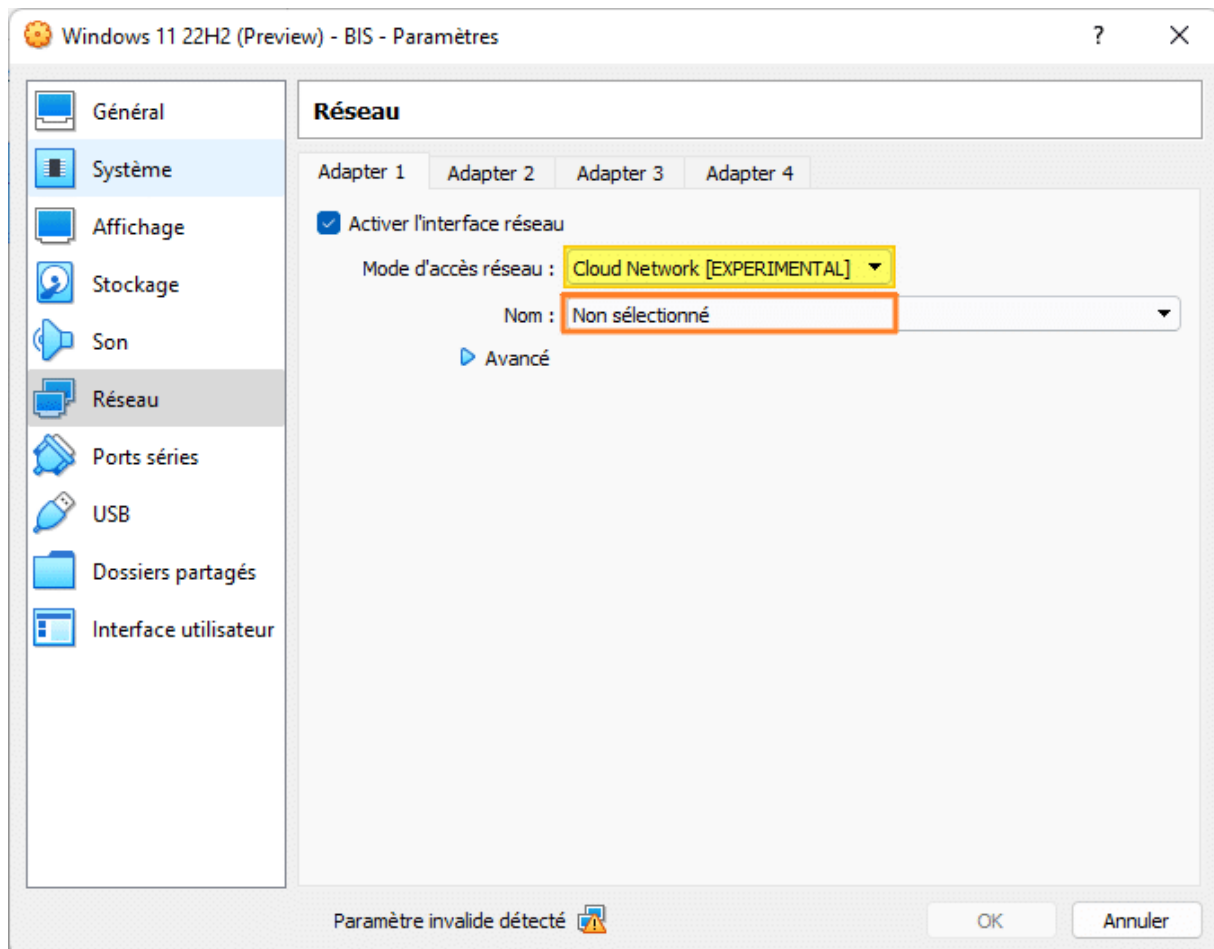 Windows 11 22H2 (Preview) - BIS - Paramètres ?
Général
Système
Affichage
Stockage
Son
Réseau
Ports séries
USB
Dossiers partagés
Interface utilisateur
Réseau
Adapter 1 Adapter 2 Adapter 3 Adapter 4
Activer l'interface réseau
Mode d'accès réseau : Cloud Network [EXPERIMENTAL]
Nom : Non sélectionné
Avancé
Paramètre invalide détecté OK Annuler